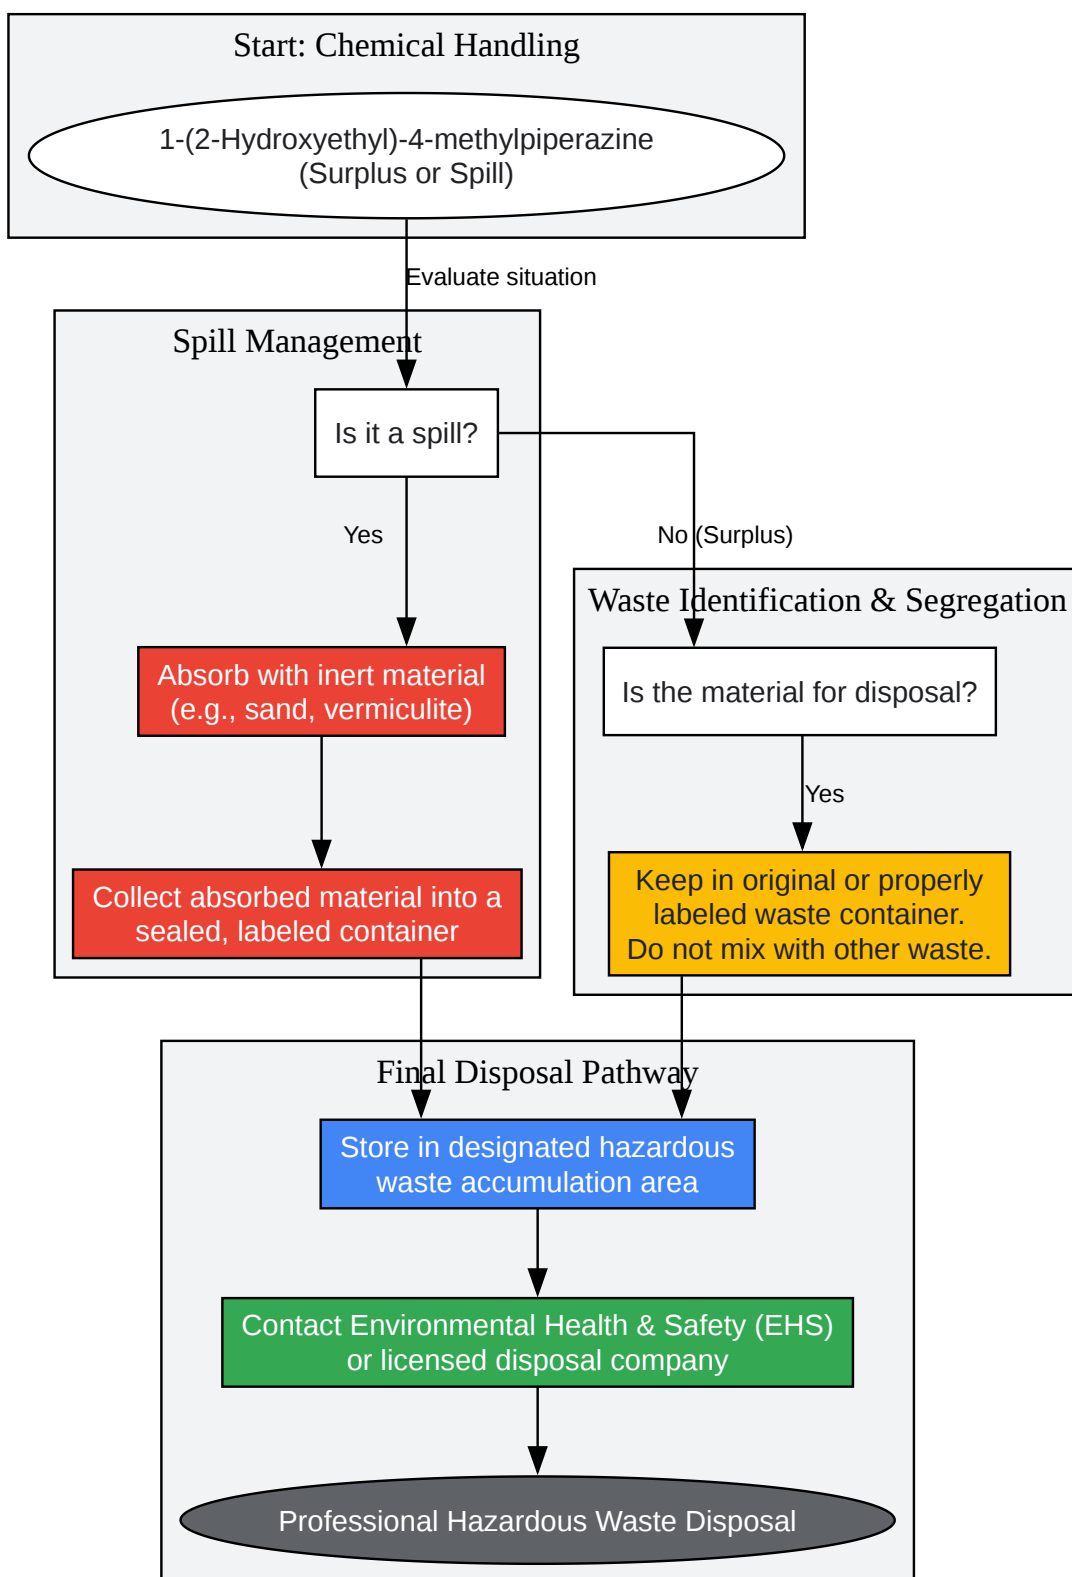 Start: Chemical Handling
1-(2-Hydroxyethyl)-4-methylpiperazine
(Surplus or Spill)
Evaluate situation
Spill Management
Is it a spill?
Yes
No (Surplus)
Absorb with inert material
(e.g., sand, vermiculite)
Collect absorbed material into a
sealed, labeled container
Waste Identification & Segregation
Is the material for disposal?
Yes
Keep in original or properly
labeled waste container.
Do not mix with other waste.
Final Disposal Pathway
Store in designated hazardous
waste accumulation area
Contact Environmental Health & Safety (EHS)
or licensed disposal company
Professional Hazardous Waste Disposal